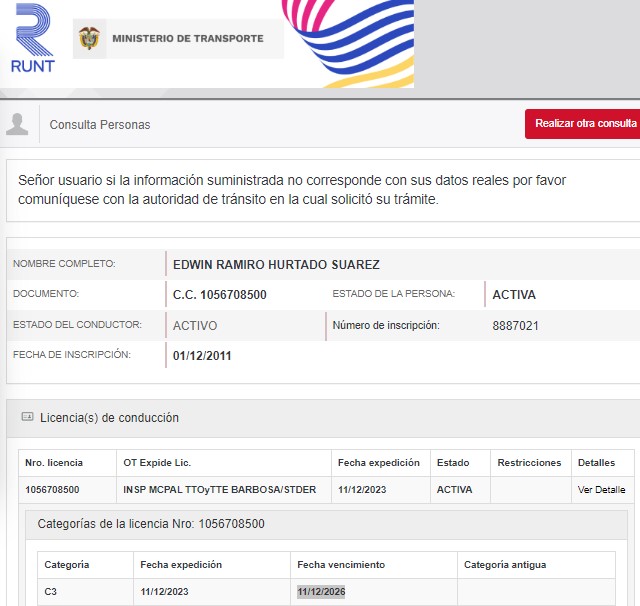 RUNT
MINISTERIO DE TRANSPORTE
Consulta Personas
Realizar otra consulta
Señor usuario si la información suministrada no corresponde con sus datos reales por favor
comuníquese con la autoridad de tránsito en la cual solicitó su trámite.
NOMBRE COMPLETO: EDWIN RAMIRO HURTADO SUAREZ
DOCUMENTO: C.C. 1056708500 ESTADO DE LA PERSONA: ACTIVA
ESTADO DEL CONDUCTOR: ACTIVO Número de inscripción: 8887021
FECHA DE INSCRIPCIÓN: 01/12/2011
Licencia(s) de conducción
Nro. licencia OT Expide Lic. Fecha expedición Estado Restricciones Detalles
1056708500 INSP MCPAL TTOyTTE BARBOSA/STDER 11/12/2023 ACTIVA Ver Detalle
Categorías de la licencia Nro: 1056708500
Categoría Fecha expedición Fecha vencimiento Categoría antigua
C3 11/12/2023 11/12/2026